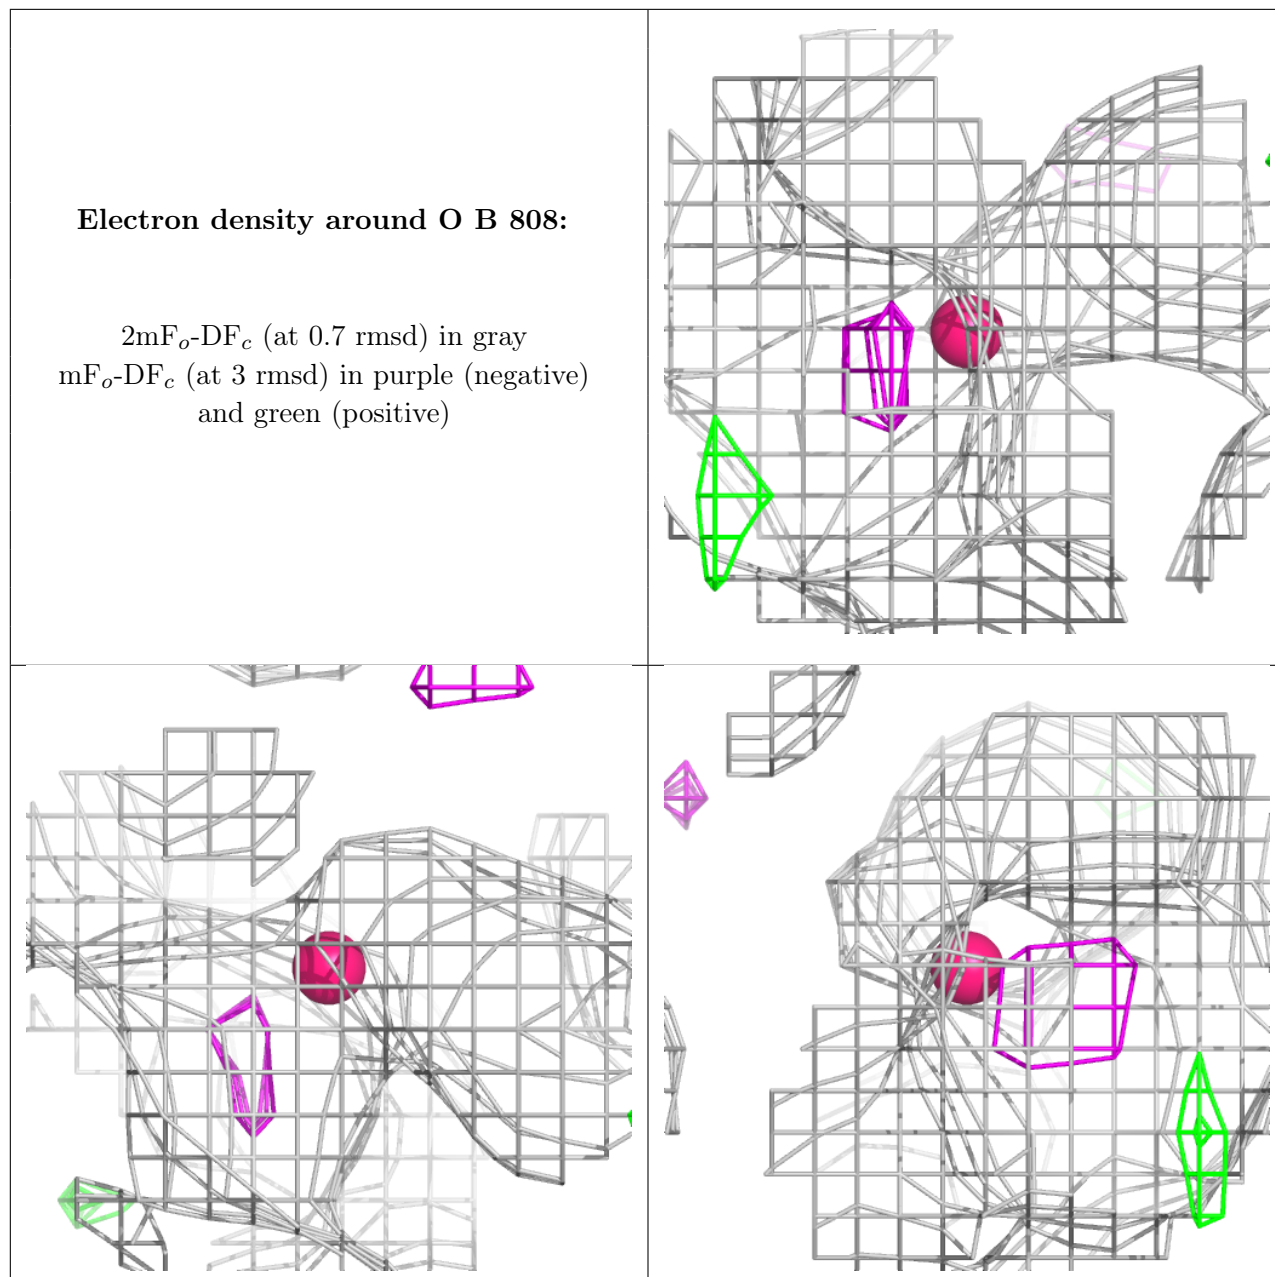 Electron density around O B 808:
2mFo-DFc (at 0.7 rmsd) in gray
mFo-DFc (at 3 rmsd) in purple (negative)
and green (positive)